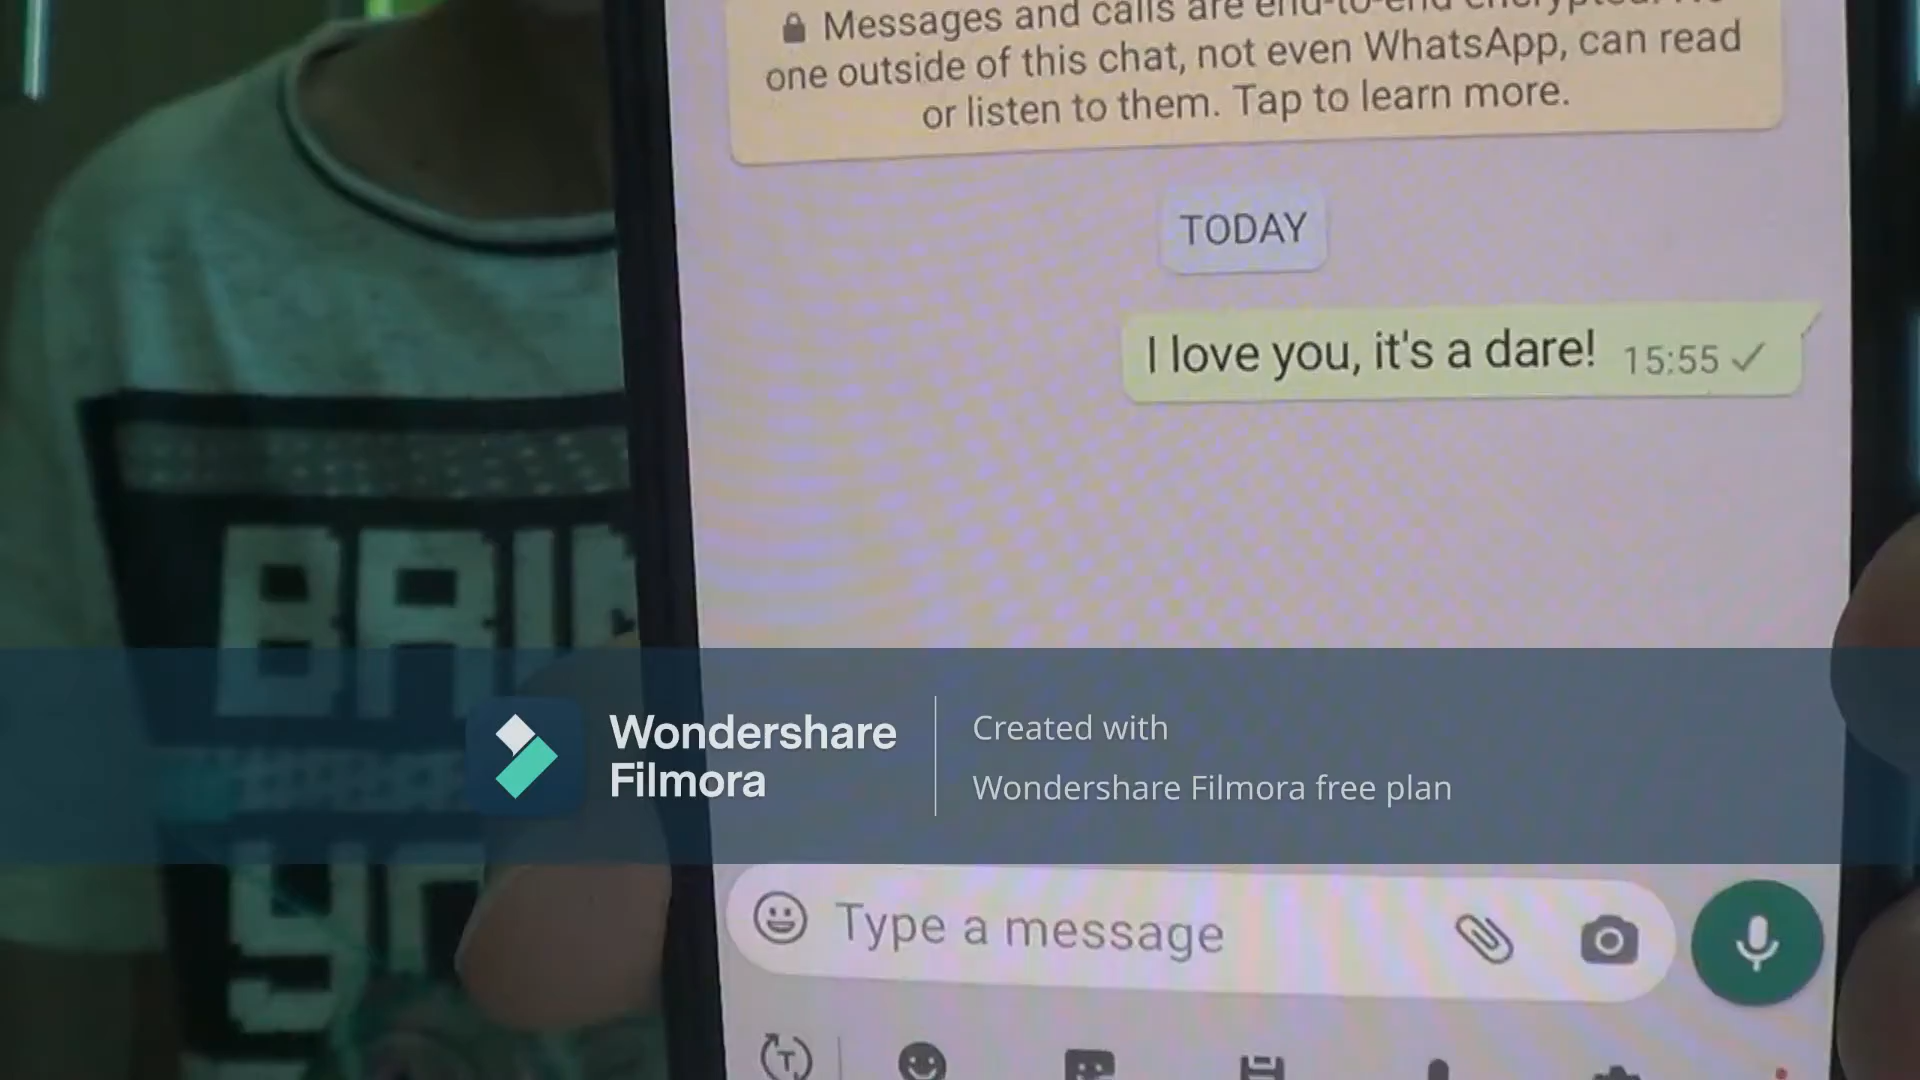 Messages and calls are end-to-end encrypted. No
one outside of this chat, not even WhatsApp, can read
or listen to them. Tap to learn more.
TODAY
I love you, it's a dare! 15:55
BRIN
Wondershare
Filmora
Created with
Wondershare Filmora free plan
Type a message